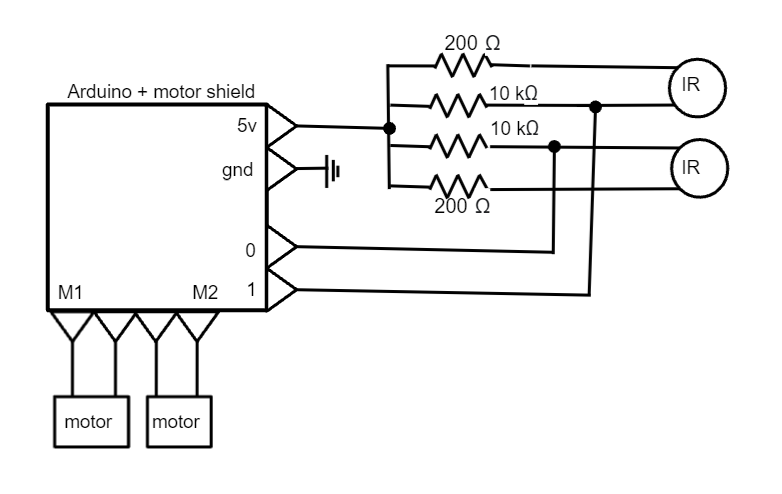 200 Ω
Arduino + motor shield
10 kΩ
IR
5v
10 kΩ
gnd
IR
200 Ω
0
M1
M2
1
motor
motor